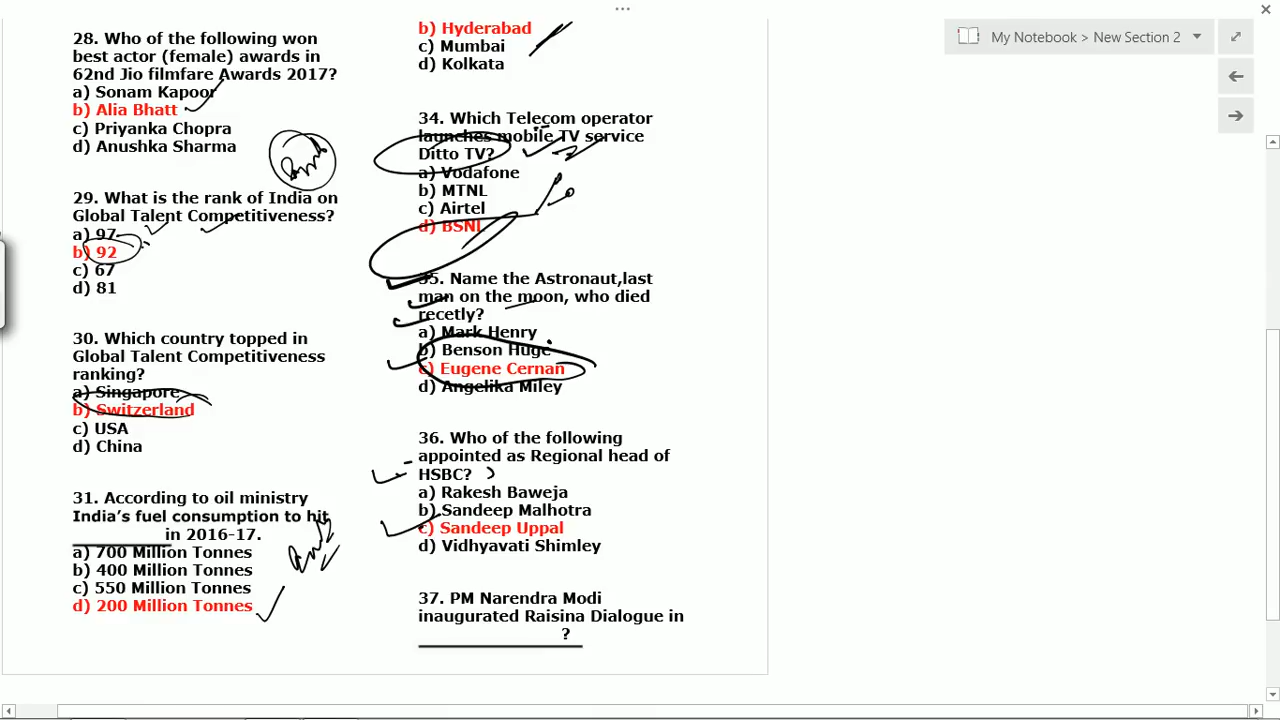 28. Who of the following won
best actor (female) awards in
62nd Jio filmfare Awards 2017?
a) Sonam Kapoor
b) Alia Bhatt
c) Priyanka Chopra
d) Anushka Sharma
29. What is the rank of India on
Global Talent Competitiveness?
a) 97
b) 92
c) 67
d) 81
30. Which country topped in
Global Talent Competitiveness
ranking?
a) Singapore
b) Switzerland
c) USA
d) China
31. According to oil ministry
India's fuel consumption to hit
__________ in 2016-17.
a) 700 Million Tonnes
b) 400 Million Tonnes
c) 550 Million Tonnes
d) 200 Million Tonnes
b) Hyderabad
c) Mumbai
d) Kolkata
34. Which Telecom operator
launches mobile TV service
Ditto TV?
a) Vodafone
b) MTNL
c) Airtel
d) BSNL
35. Name the Astronaut,last
man on the moon, who died
recetly?
a) Mark Henry
b) Benson Huge
c) Eugene Cernan
d) Angelika Miley
36. Who of the following
appointed as Regional head of
HSBC?
a) Rakesh Baweja
b) Sandeep Malhotra
c) Sandeep Uppal
d) Vidhyavati Shimley
37. PM Narendra Modi
inaugurated Raisina Dialogue in
_______________?
My Notebook > New Section 2